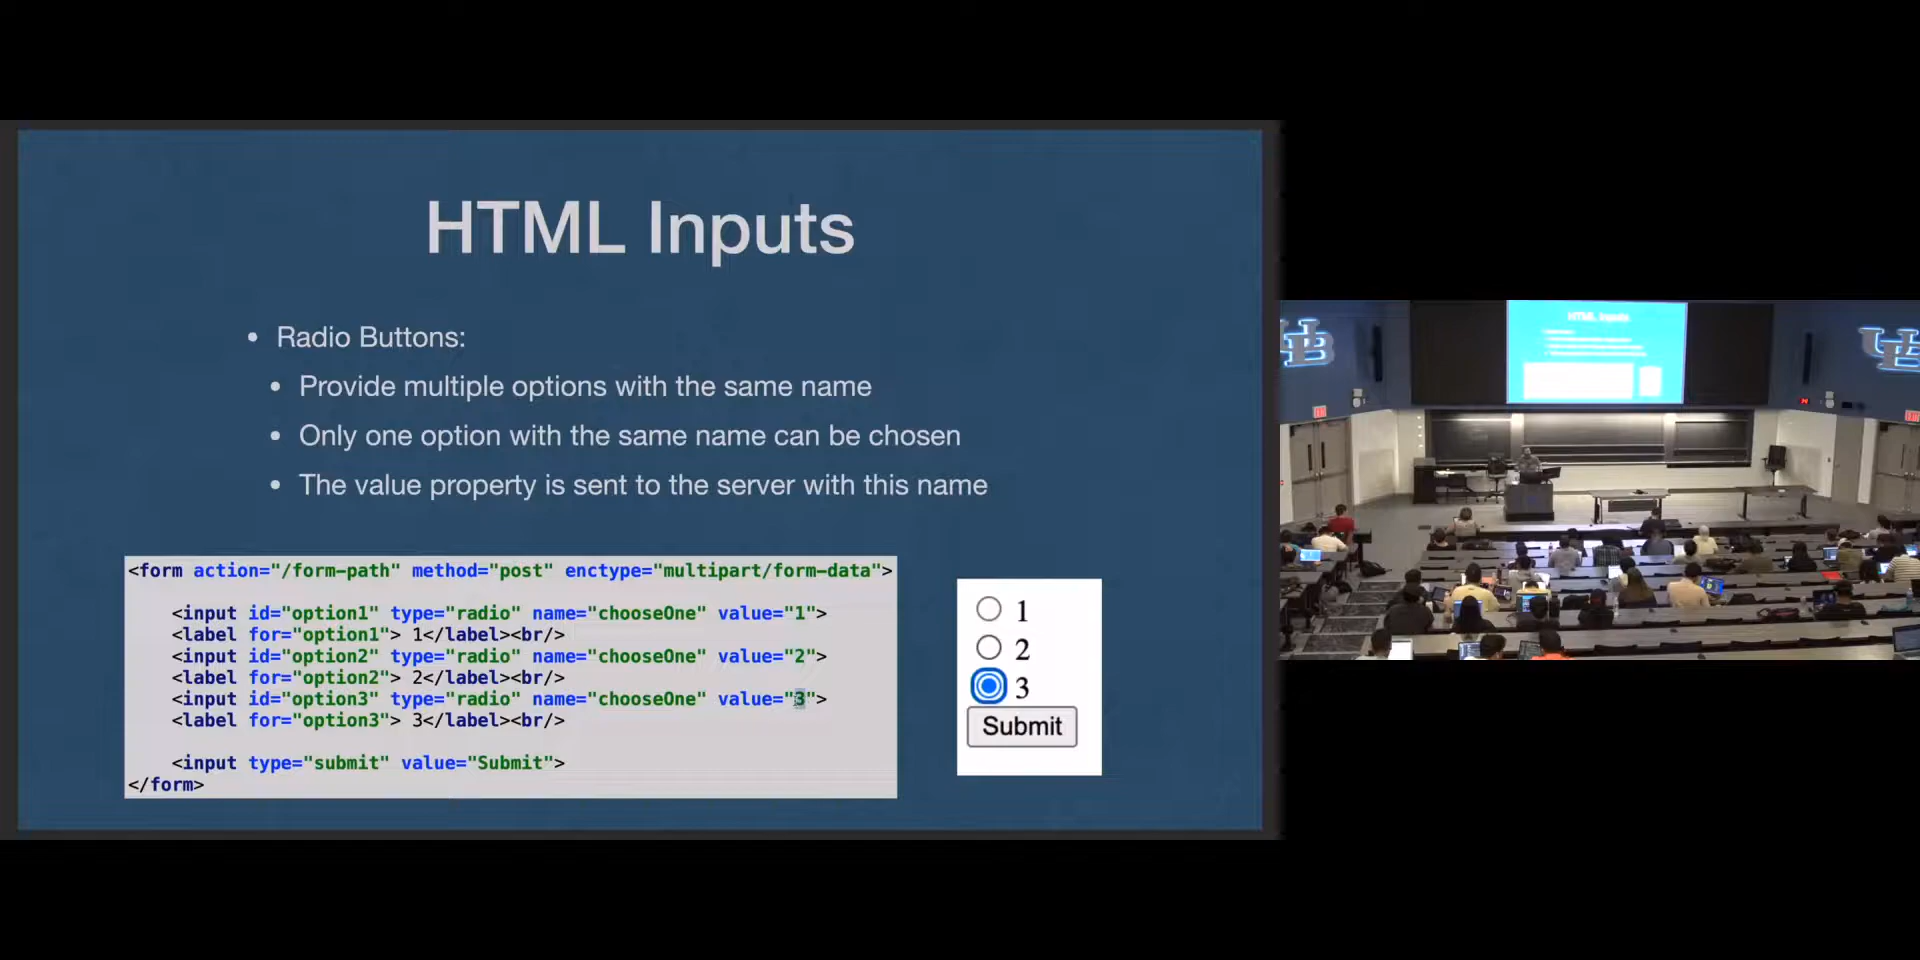 HTML Inputs
• Radio Buttons:
• Provide multiple options with the same name
• Only one option with the same name can be chosen
• The value property is sent to the server with this name
<form action="/form-path" method="post" enctype="multipart/form-data">
<input id="option1" type="radio" name="chooseOne" value="1">
<label for="option1"> 1</label><br/>
<input id="option2" type="radio" name="chooseOne" value="2">
<label for="option2"> 2</label><br/>
<input id="option3" type="radio" name="chooseOne" value="3">
<label for="option3"> 3</label><br/>
<input type="submit" value="Submit">
</form>
1
2
3
Submit
HTML Inputs
UB
UB